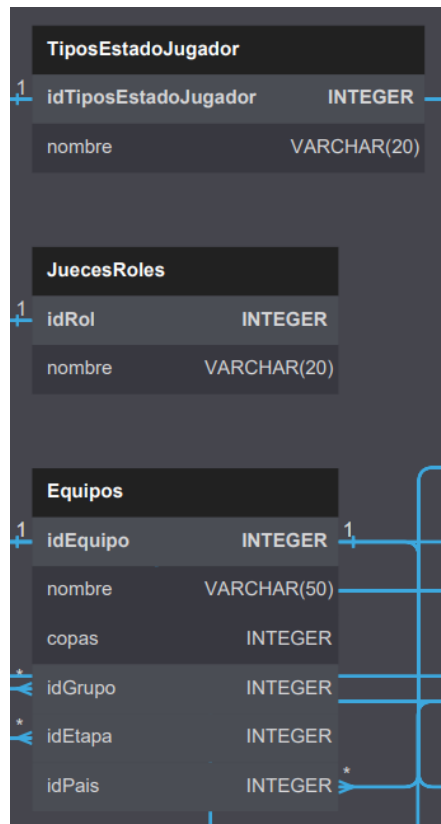 TiposEstadoJugador
1 idTiposEstadoJugador INTEGER
nombre VARCHAR(20)
JuecesRoles
1 idRol INTEGER
nombre VARCHAR(20)
Equipos
1 idEquipo INTEGER 1
nombre VARCHAR(50)
copas INTEGER
* idGrupo INTEGER
* idEtapa INTEGER
idPais INTEGER *